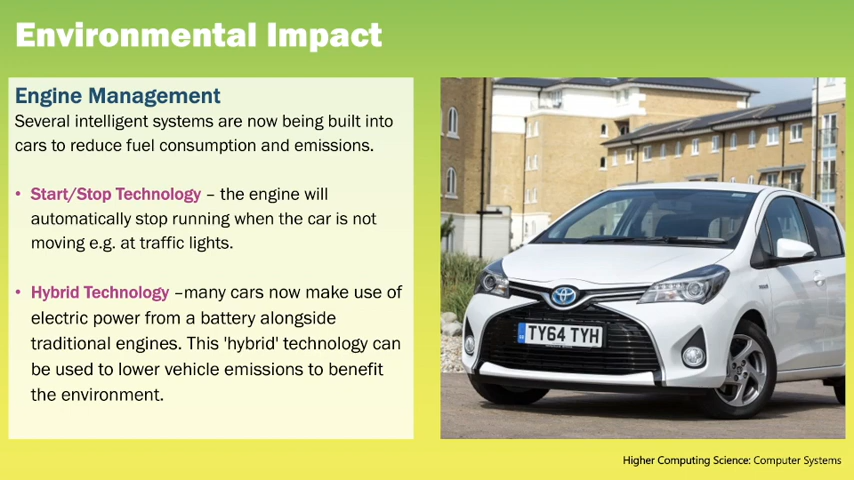 Environmental Impact
Engine Management
Several intelligent systems are now being built into
cars to reduce fuel consumption and emissions.
• Start/Stop Technology – the engine will
automatically stop running when the car is not
moving e.g. at traffic lights.
• Hybrid Technology –many cars now make use of
electric power from a battery alongside
traditional engines. This 'hybrid' technology can
be used to lower vehicle emissions to benefit
the environment.
TY64 TYH
Higher Computing Science: Computer Systems